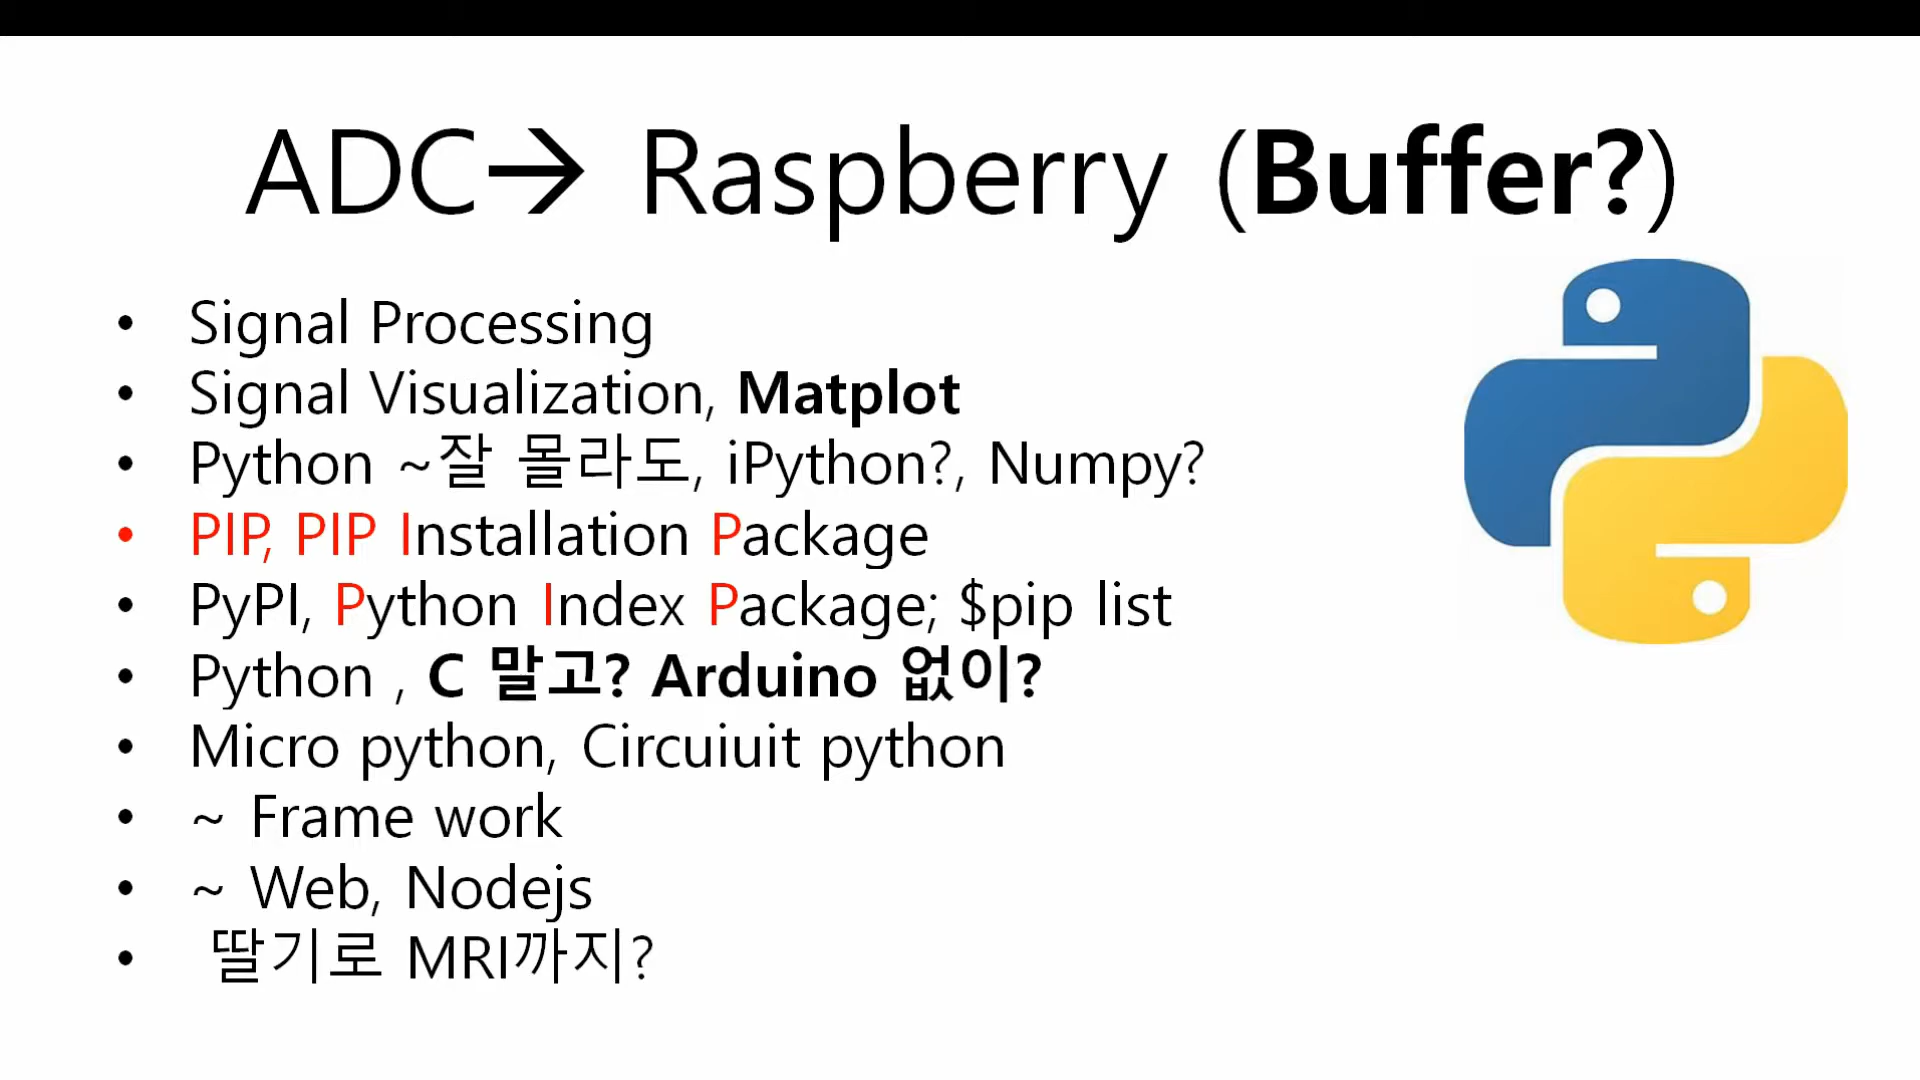 ADC→ Raspberry (Buffer?)
• Signal Processing
• Signal Visualization, Matplot
• Python ~잘 몰라도, iPython?, Numpy?
• PIP, PIP Installation Package
• PyPI, Python Index Package; $pip list
• Python , C 말고? Arduino 없이?
• Micro python, Circuiuit python
• ~ Frame work
• ~ Web, Nodejs
• 딸기로 MRI까지?